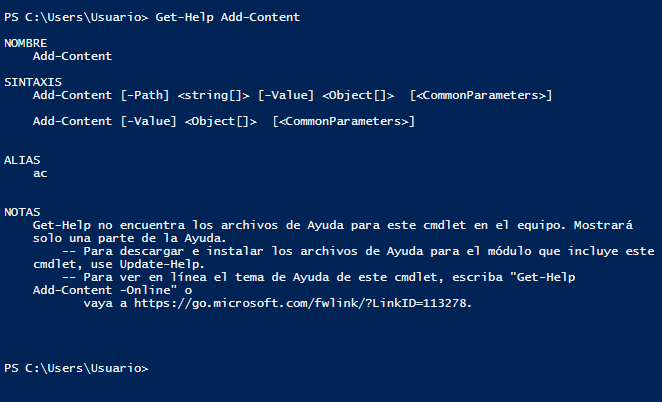 PS C:\Users\Usuario> Get-Help Add-Content
NOMBRE
Add-Content
SINTAXIS
Add-Content [-Path] <string[]> [-Value] <Object[]>  [<CommonParameters>]
Add-Content [-Value] <Object[]>  [<CommonParameters>]
ALIAS
ac
NOTAS
Get-Help no encuentra los archivos de Ayuda para este cmdlet en el equipo. Mostrará
solo una parte de la Ayuda.
-- Para descargar e instalar los archivos de Ayuda para el módulo que incluye este
cmdlet, use Update-Help.
-- Para ver en línea el tema de Ayuda de este cmdlet, escriba "Get-Help
Add-Content -Online" o
vaya a https://go.microsoft.com/fwlink/?LinkID=113278.
PS C:\Users\Usuario>